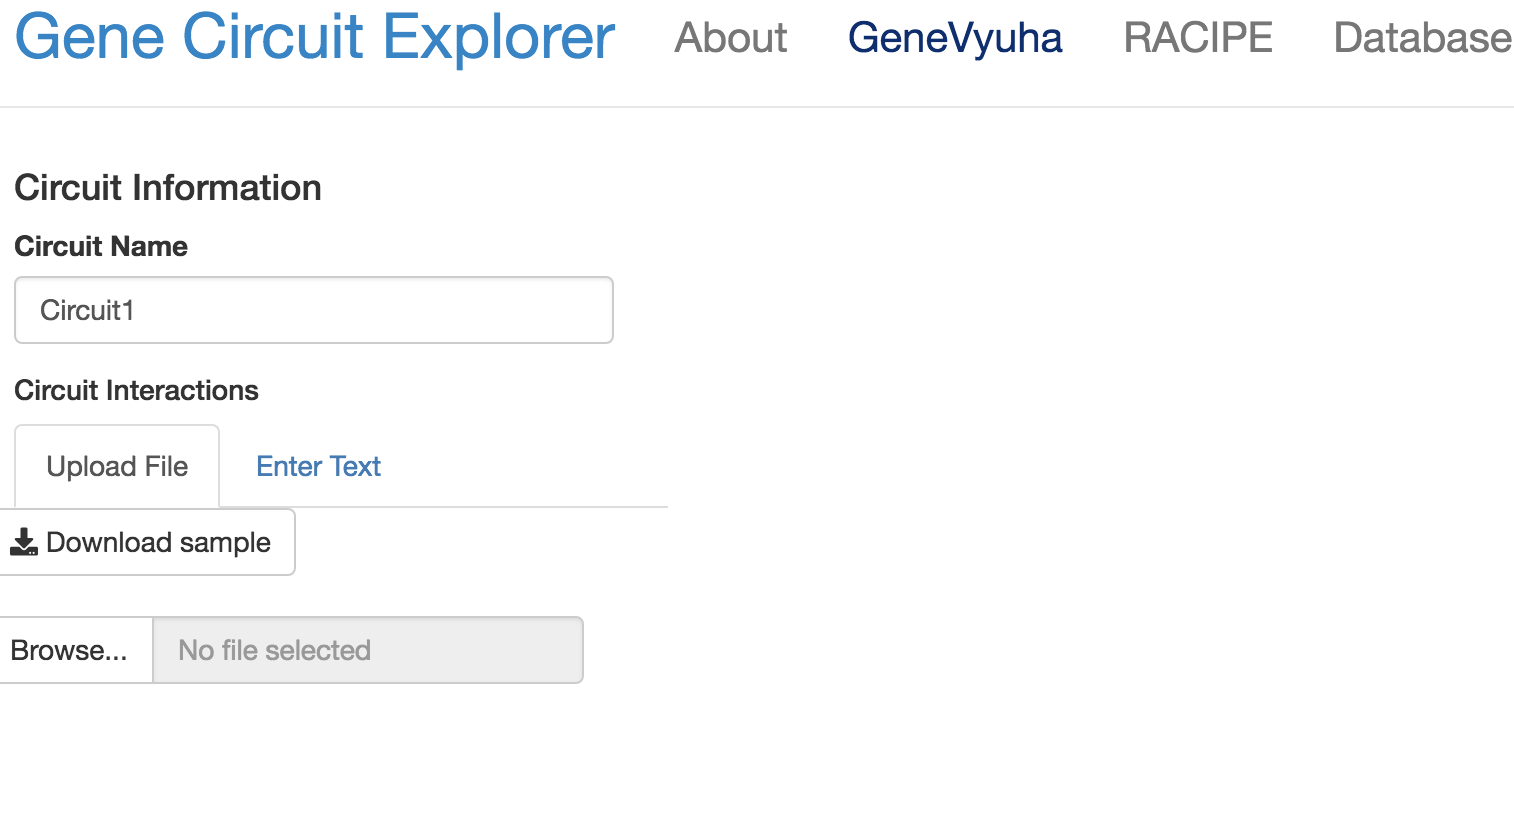 Gene Circuit Explorer About GeneVyuha RACIPE Database
Circuit Information
Circuit Name
Circuit1
Circuit Interactions
Upload File Enter Text
Download sample
Browse... No file selected